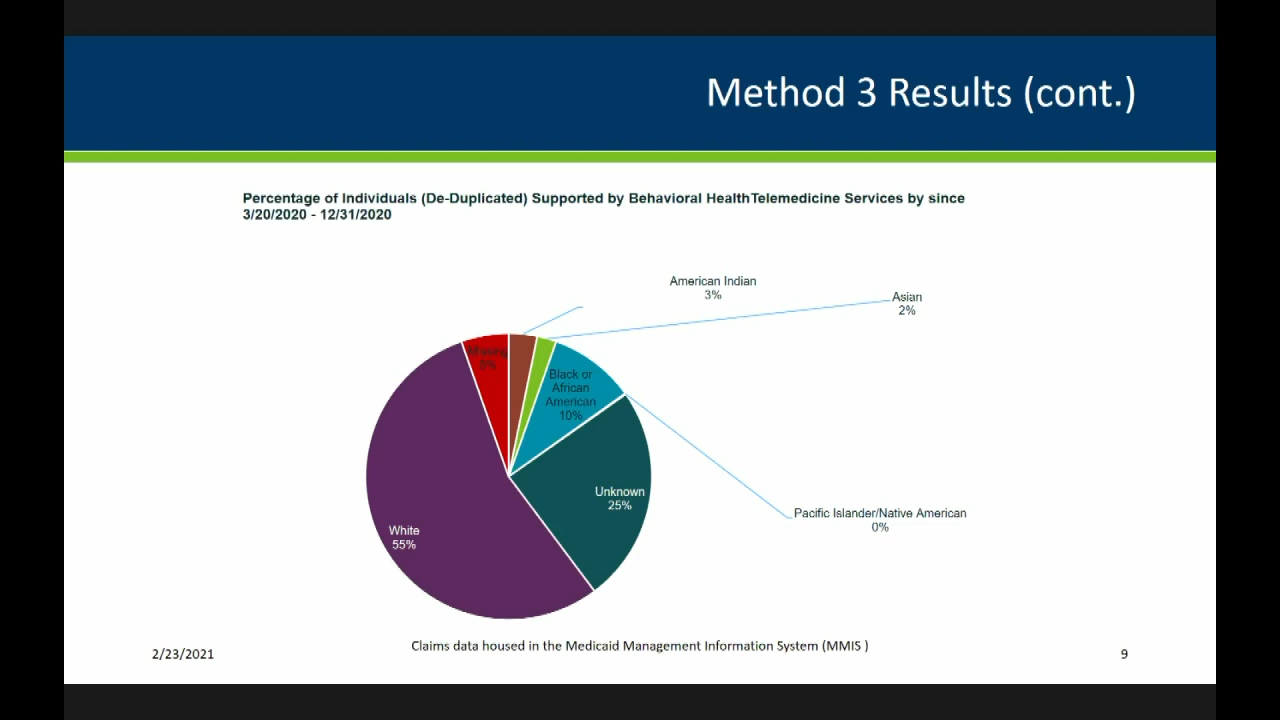 Method 3 Results (cont.)
Percentage of Individuals (De-Duplicated) Supported by Behavioral HealthTelemedicine Services by since
3/20/2020 - 12/31/2020
American Indian
3%
Asian
2%
Black or
African
American
10%
Unknown
25%
White
55%
Pacific Islander/Native American
0%
Claims data housed in the Medicaid Management Information System (MMIS )
2/23/2021
9